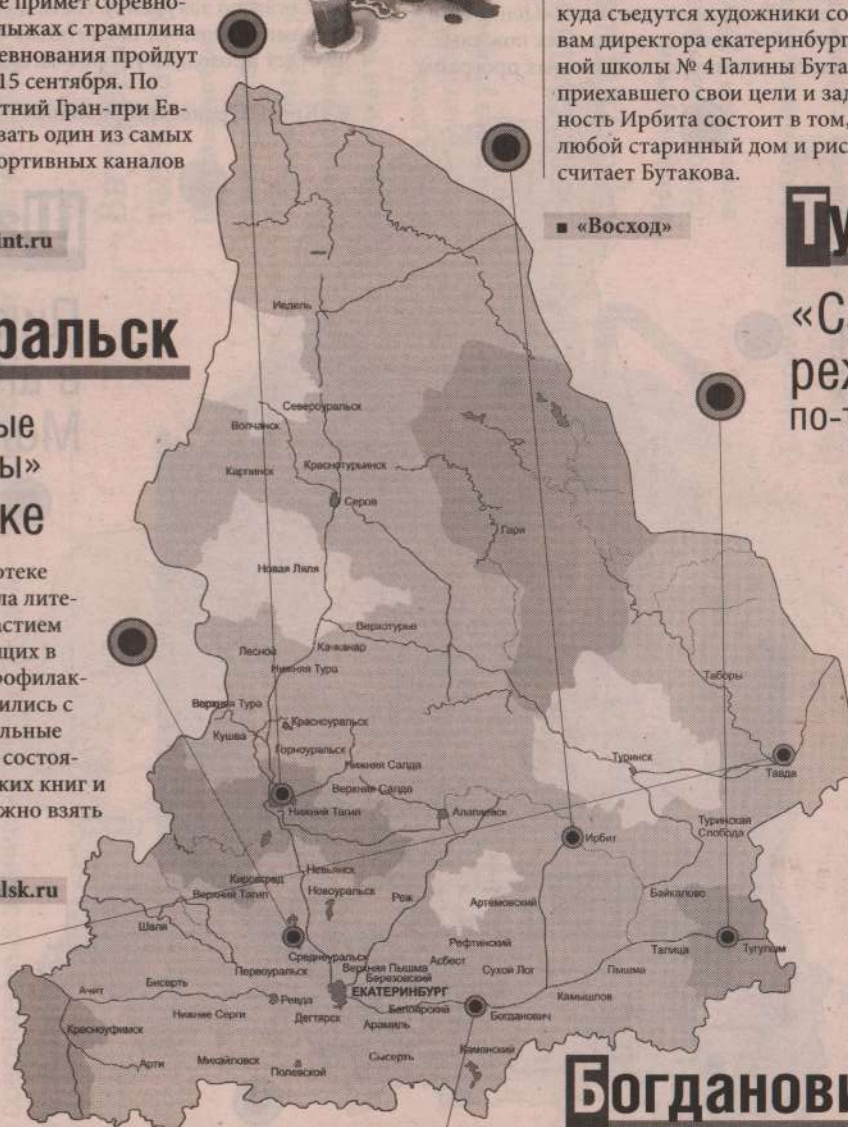 е примет соревно-
лыжах с трамплина
ревнования пройдут
15 сентября. По
тний Гран-при Ев-
вать один из самых
ортивных каналов
int.ru
куда съедутся художники со
вам директора екатеринбург
ной школы № 4 Галины Бута
приехавшего свои цели и зад
ность Ирбита состоит в том,
любой старинный дом и рис
считает Бутакова.
■ «Восход»
Ту
«С
реж
по-т
ральск
ые
ы»
ке
отеке
ла лите-
астием
щих в
рофилак-
ились с
льные
состоя-
ких книг и
жно взять
lsk.ru
Ивдель
Североуральск
Волчанск
Карпинск
Краснотурьинск
Серов
Гари
Новая Ляля
Верхотурье
Лесной
Качканар
Нижняя Тура
Таборы
Верхняя Тура
Красноуральск
Кушва
Горноуральск
Нижняя Салда
Туринск
Тавда
Верхняя Салда
Нижний Тагил
Алапаевск
Туринская
Слобода
Ирбит
Невьянск
Кировград
Верхний Тагил
Новоуральск
Реж
Артемовский
Байкалово
Шаля
Рефтинский
Среднеуральск
Асбест
Талица
Тугулым
Первоуральск
Верхняя Пышма
Сухой Лог
Пышма
Березовский
Ачит
Бисерть
Ревда
ЕКАТЕРИНБУРГ
Камышлов
Белоярский
Богданович
Нижние Серги
Дегтярск
Арамиль
Красноуфимск
Арти
Михайловск
Полевской
Сысерть
Каменский
Богданови